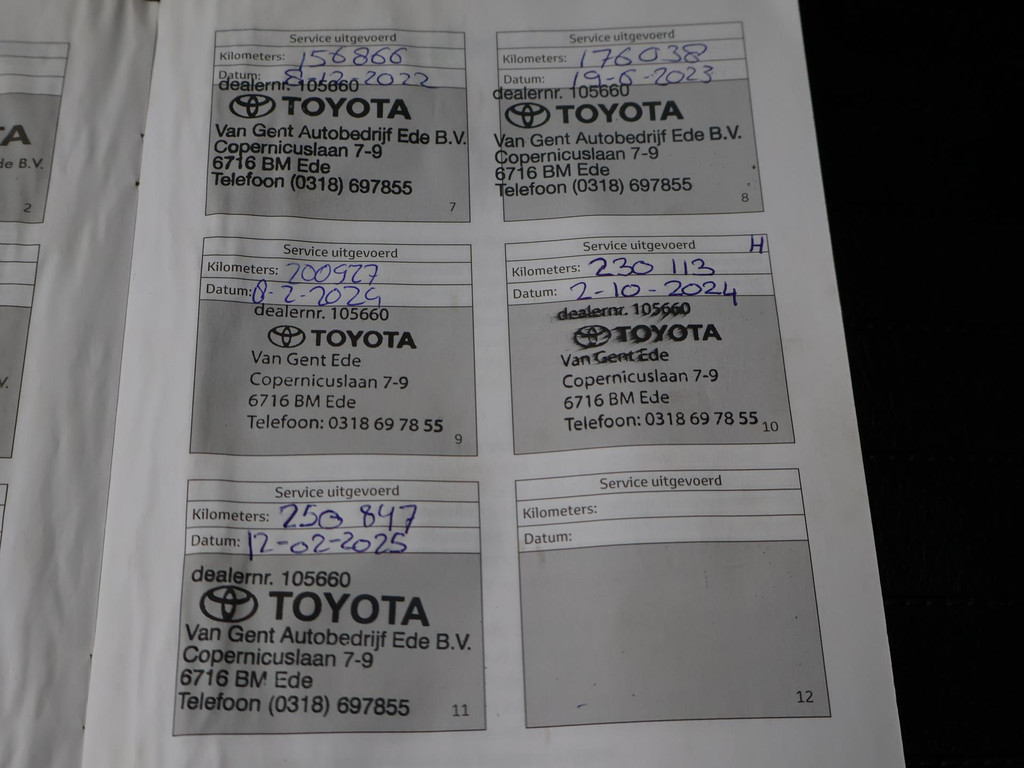 A
de B.V.
2
V.
Service uitgevoerd
Kilometers: 156866
Datum: 8-12-2022
dealernr. 105660
TOYOTA
Van Gent Autobedrijf Ede B.V.
Copernicuslaan 7-9
6716 BM Ede
Telefoon (0318) 697855
7
Service uitgevoerd
Kilometers: 176038
Datum: 19-6-2023
dealernr. 105660
TOYOTA
Van Gent Autobedrijf Ede B.V.
Copernicuslaan 7-9
6716 BM Ede
Telefoon (0318) 697855
8
Service uitgevoerd
Kilometers: 200927
Datum: 8-2-2024
dealernr. 105660
TOYOTA
Van Gent Ede
Copernicuslaan 7-9
6716 BM Ede
Telefoon: 0318 69 78 55
9
Service uitgevoerd H
Kilometers: 230 113
Datum: 2-10-2024
dealernr. 105660
TOYOTA
Van Gent Ede
Copernicuslaan 7-9
6716 BM Ede
Telefoon: 0318 69 78 55
10
Service uitgevoerd
Kilometers: 250 847
Datum: 12-02-2025
dealernr. 105660
TOYOTA
Van Gent Autobedrijf Ede B.V.
Copernicuslaan 7-9
6716 BM Ede
Telefoon (0318) 697855
11
Service uitgevoerd
Kilometers:
Datum:
12